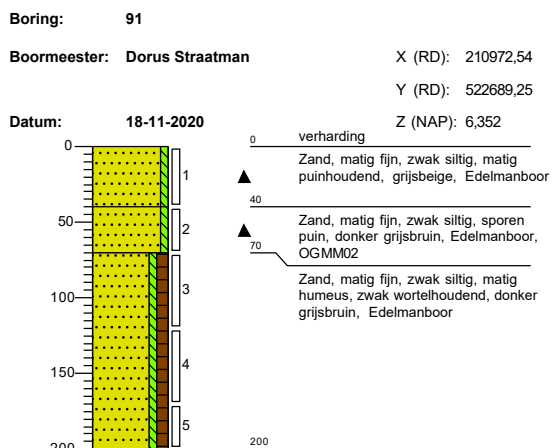 Boring: 91
Boormeester: Dorus Straatman X (RD): 210972,54
Y (RD): 522689,25
Datum: 18-11-2020 Z (NAP): 6,352
0
0 verharding
Zand, matig fijn, zwak siltig, matig
puinhoudend, grijsbeige, Edelmanboor
1
40
50
2
Zand, matig fijn, zwak siltig, sporen
puin, donker grijsbruin, Edelmanboor,
OGMM02
70
Zand, matig fijn, zwak siltig, matig
humeus, zwak wortelhoudend, donker
grijsbruin, Edelmanboor
3
100
4
150
5
200
200